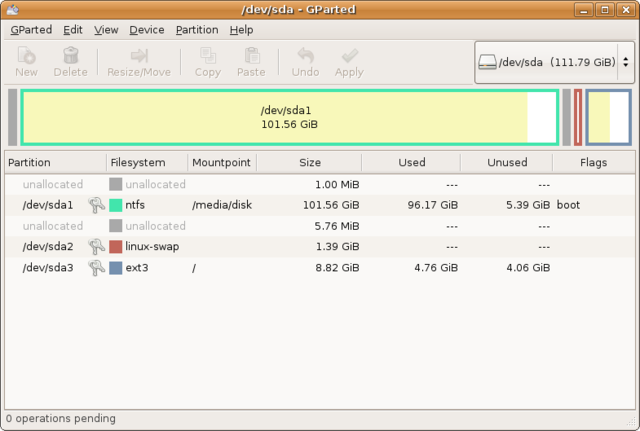 /dev/sda - GParted
GParted Edit View Device Partition Help
New Delete Resize/Move Copy Paste Undo Apply /dev/sda (111.79 GiB)
/dev/sda1
101.56 GiB
Partition Filesystem Mountpoint Size Used Unused Flags
unallocated unallocated 1.00 MiB --- ---
/dev/sda1 ntfs /media/disk 101.56 GiB 96.17 GiB 5.39 GiB boot
unallocated unallocated 5.76 MiB --- ---
/dev/sda2 linux-swap 1.39 GiB --- ---
/dev/sda3 ext3 / 8.82 GiB 4.76 GiB 4.06 GiB
0 operations pending